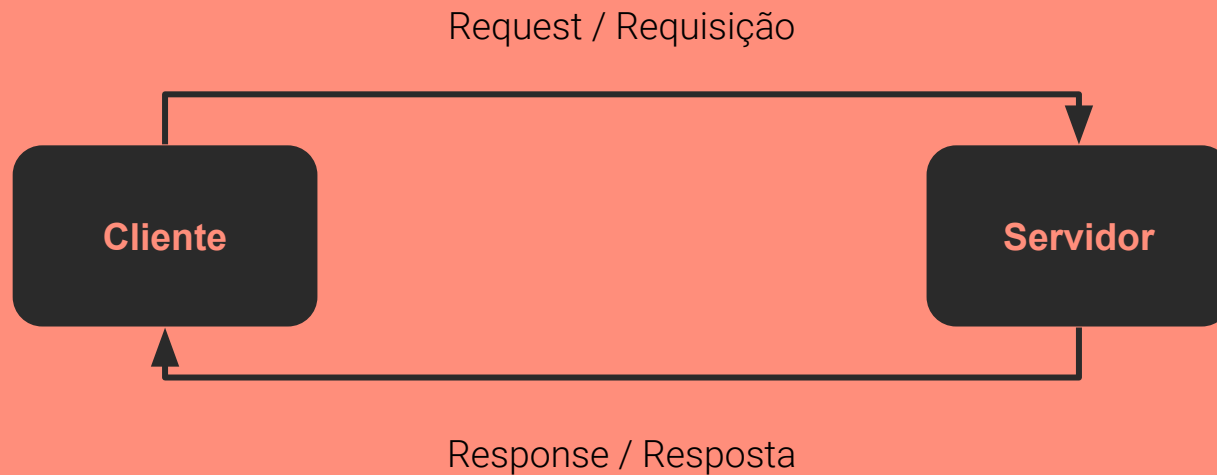 Request / Requisição
Cliente
Servidor
Response / Resposta